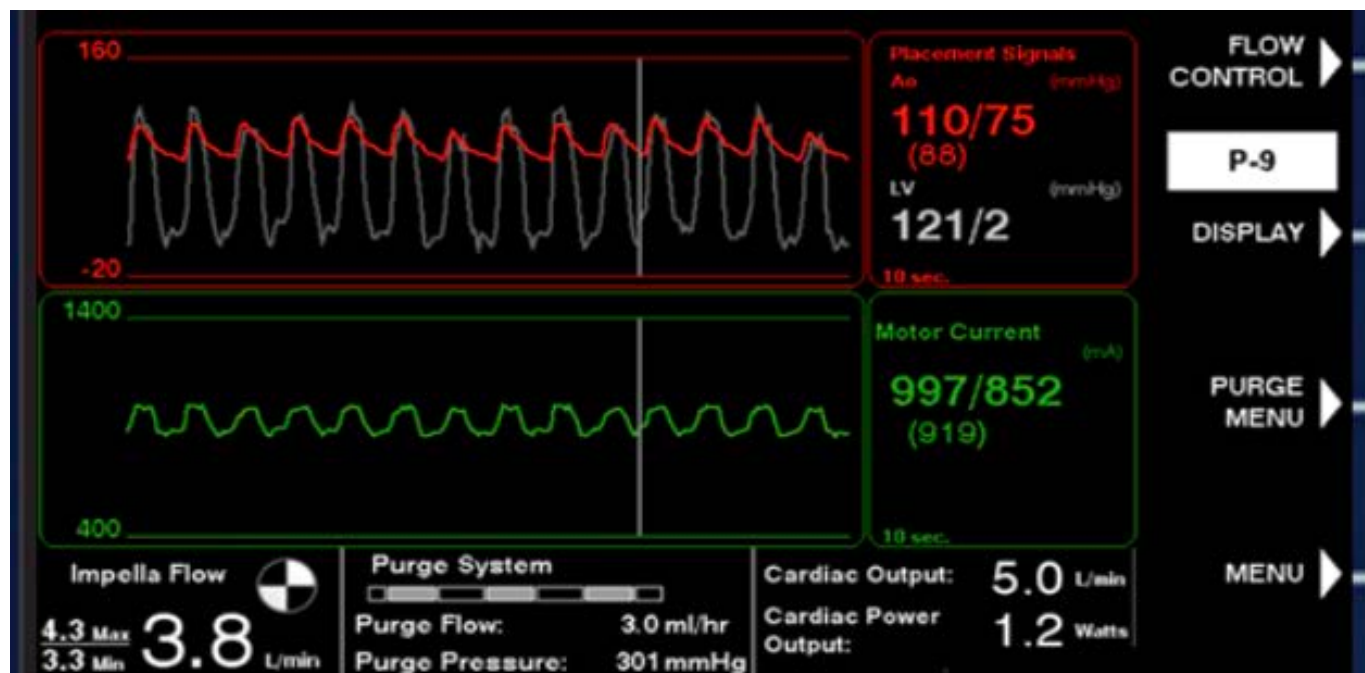 160
-20
Placement Signals
Ao (mmHg)
110/75
(88)
LV (mmHg)
121/2
10 sec.
1400
400
Motor Current
(mA)
997/852
(919)
10 sec.
FLOW
CONTROL
P-9
DISPLAY
PURGE
MENU
MENU
Impella Flow
4.3 Max
3.3 Min
3.8 L/min
Purge System
Purge Flow: 3.0 ml/hr
Purge Pressure: 301 mmHg
Cardiac Output: 5.0 L/min
Cardiac Power
Output: 1.2 Watts